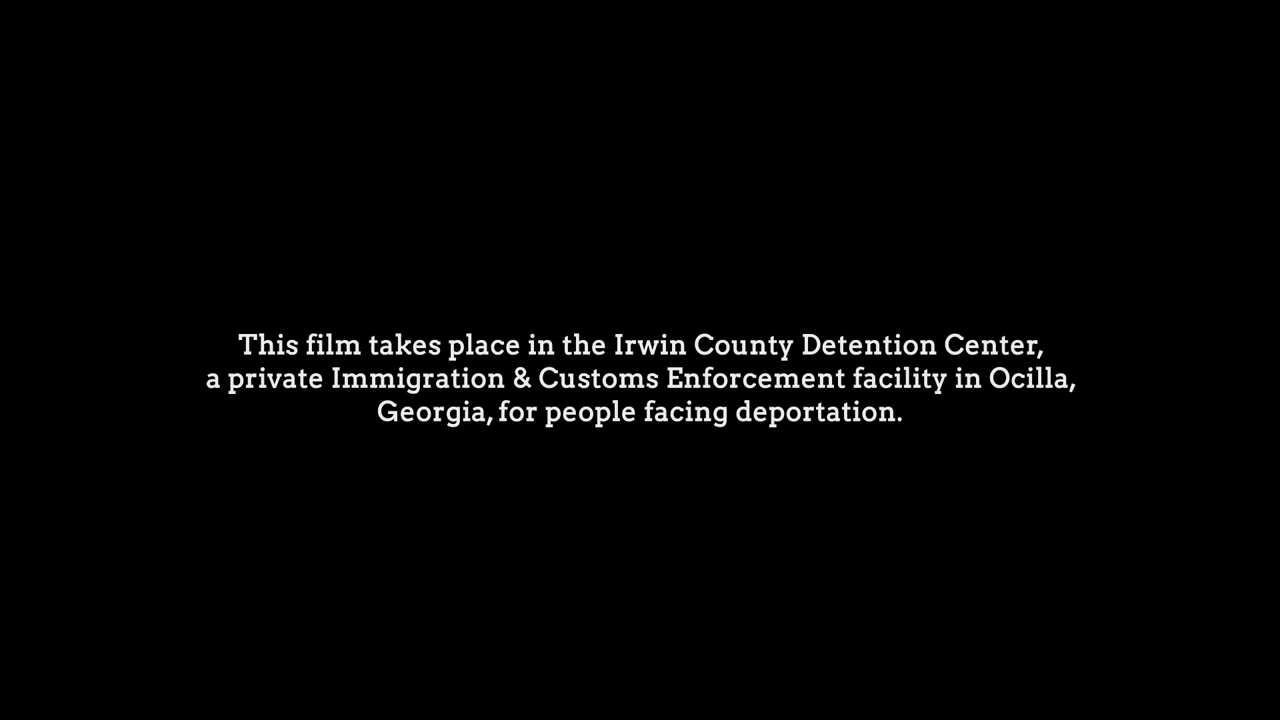 This film takes place in the Irwin County Detention Center,
a private Immigration & Customs Enforcement facility in Ocilla,
Georgia, for people facing deportation.